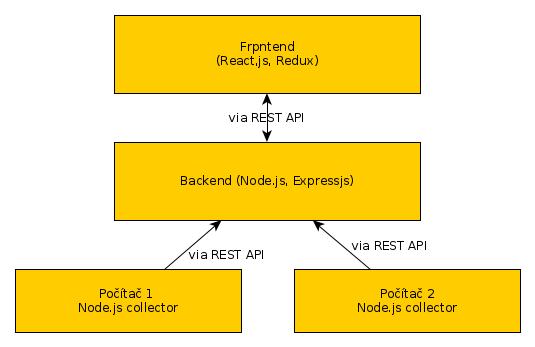 Frpntend
(React,js, Redux)
via REST API
Backend (Node.js, Expressjs)
via REST API
via REST API
Počítač 1
Node.js collector
Počítač 2
Node.js collector